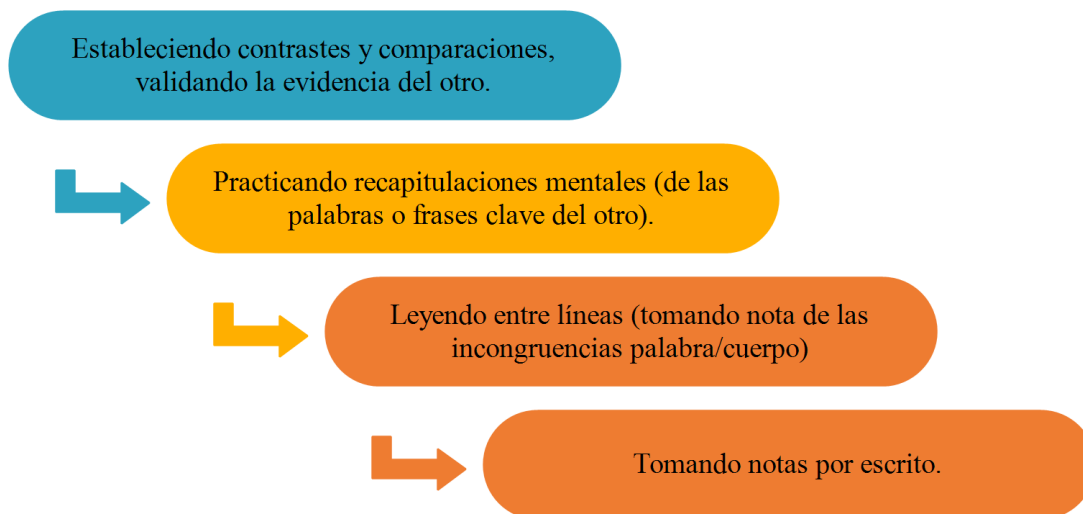 Estableciendo contrastes y comparaciones,
validando la evidencia del otro.
Practicando recapitulaciones mentales (de las
palabras o frases clave del otro).
Leyendo entre líneas (tomando nota de las
incongruencias palabra/cuerpo)
Tomando notas por escrito.